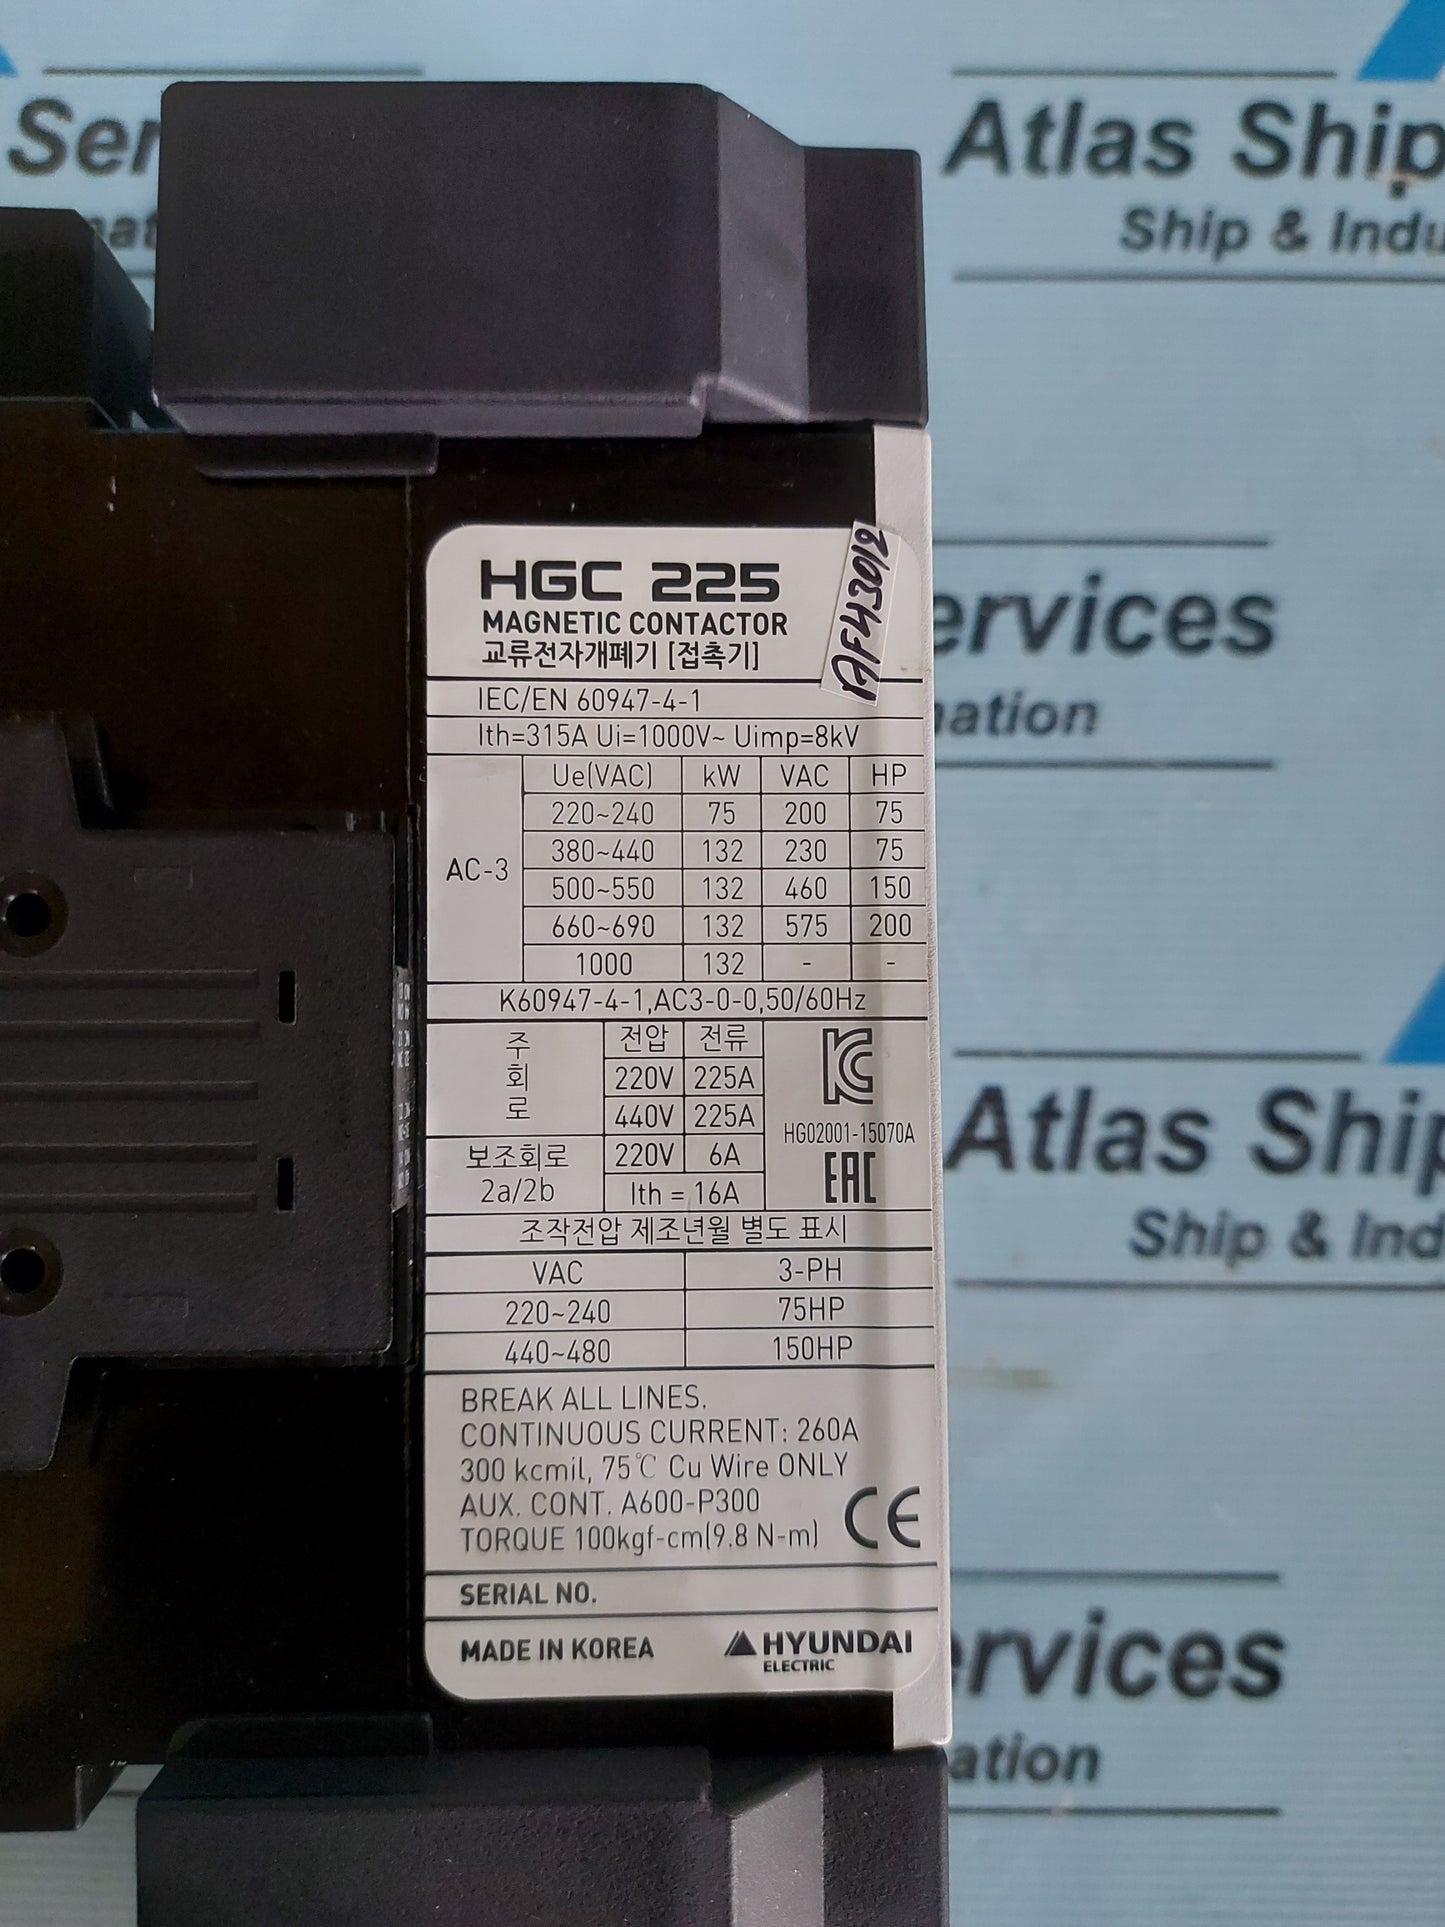 Ser
Atlas Ship
Ship & Indu
HGC 225
MAGNETIC CONTACTOR
교류전자개폐기 [접촉기]
AF43012
IEC/EN 60947-4-1
Ith=315A Ui=1000V~ Uimp=8kV
AC-3
Ue(VAC) kW VAC HP
220~240 75 200 75
380~440 132 230 75
500~550 132 460 150
660~690 132 575 200
1000 132 - -
K60947-4-1,AC3-0-0,50/60Hz
주회로 전압 전류
220V 225A
440V 225A
HG02001-15070A
보조회로 220V 6A
2a/2b Ith = 16A
EAC
조작전압 제조년월 별도 표시
VAC 3-PH
220~240 75HP
440~480 150HP
BREAK ALL LINES.
CONTINUOUS CURRENT: 260A
300 kcmil, 75℃ Cu Wire ONLY
AUX. CONT. A600-P300
TORQUE 100kgf-cm(9.8 N-m)
CE
SERIAL NO.
MADE IN KOREA HYUNDAI
ELECTRIC
ervices
nation
Atlas Ship
Ship & Ind
ervices
ation